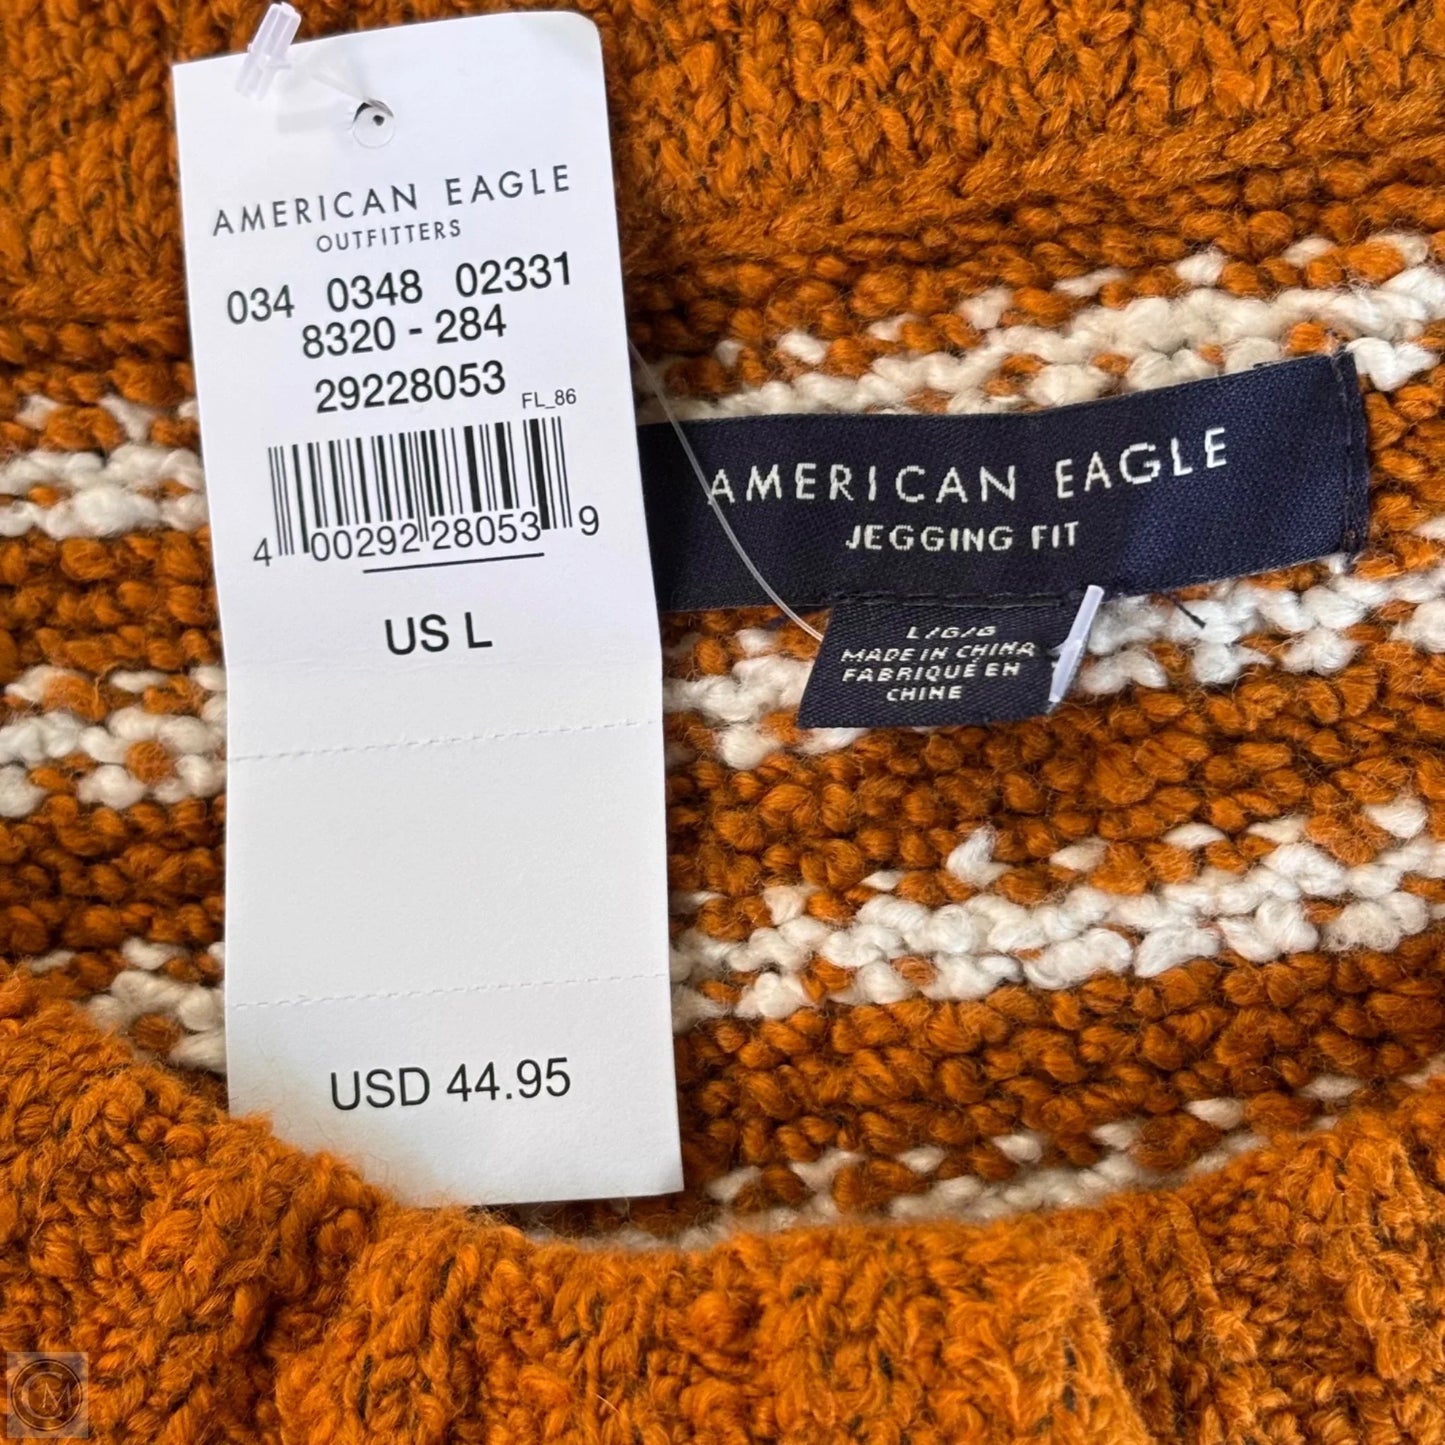 AMERICAN EAGLE
OUTFITTERS
034 0348 02331
8320 - 284
29228053
FL_86
4 00292 28053 9
US L
USD 44.95
AMERICAN EAGLE
JEGGING FIT
L/G/G
MADE IN CHINA
FABRIQUÉ EN
CHINE
CM